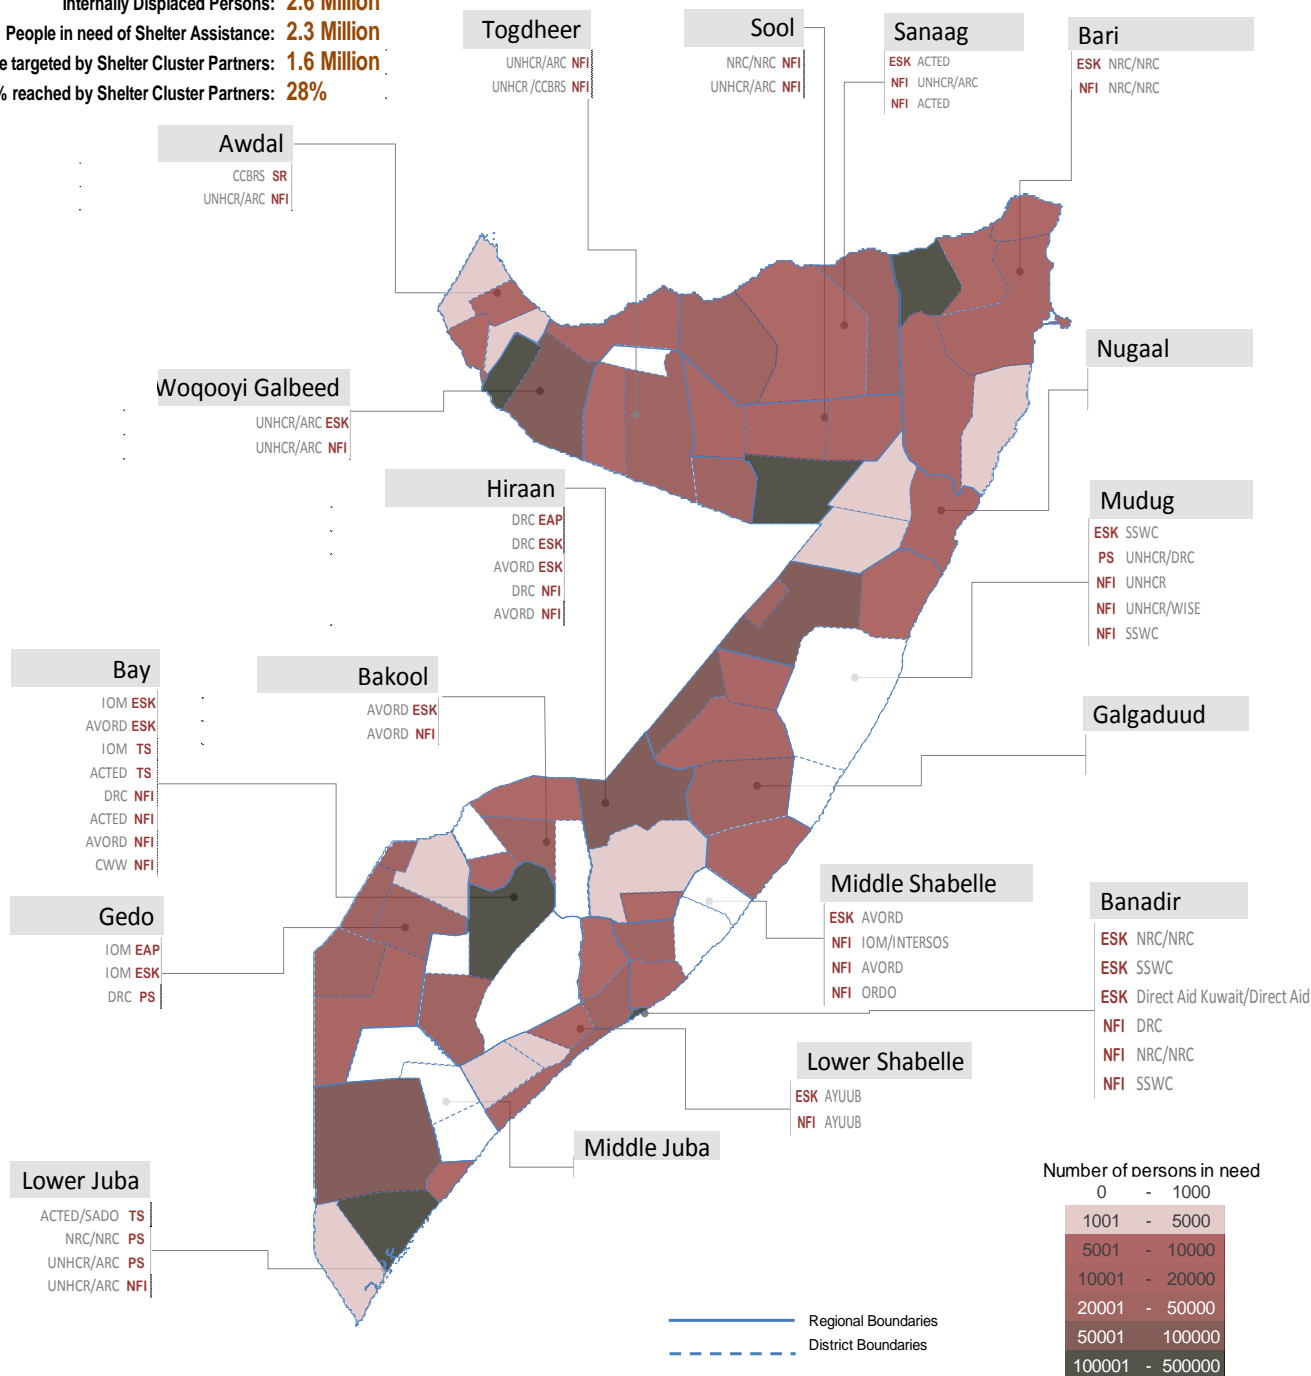 Internally Displaced Persons: 2.6 Million
People in need of Shelter Assistance: 2.3 Million
e targeted by Shelter Cluster Partners: 1.6 Million
% reached by Shelter Cluster Partners: 28%
Togdheer
UNHCR/ARC NFI
UNHCR /CCBRS NFI
Sool
NRC/NRC NFI
UNHCR/ARC NFI
Sanaag
ESK ACTED
NFI UNHCR/ARC
NFI ACTED
Bari
ESK NRC/NRC
NFI NRC/NRC
Awdal
CCBRS SR
UNHCR/ARC NFI
Woqooyi Galbeed
UNHCR/ARC ESK
UNHCR/ARC NFI
Nugaal
Hiraan
DRC EAP
DRC ESK
AVORD ESK
DRC NFI
AVORD NFI
Mudug
ESK SSWC
PS UNHCR/DRC
NFI UNHCR
NFI UNHCR/WISE
NFI SSWC
Bay
IOM ESK
AVORD ESK
IOM TS
ACTED TS
DRC NFI
ACTED NFI
AVORD NFI
CWW NFI
Bakool
AVORD ESK
AVORD NFI
Galgaduud
Gedo
IOM EAP
IOM ESK
DRC PS
Middle Shabelle
ESK AVORD
NFI IOM/INTERSOS
NFI AVORD
NFI ORDO
Banadir
ESK NRC/NRC
ESK SSWC
ESK Direct Aid Kuwait/Direct Aid
NFI DRC
NFI NRC/NRC
NFI SSWC
Lower Shabelle
ESK AYUUB
NFI AYUUB
Middle Juba
Lower Juba
ACTED/SADO TS
NRC/NRC PS
UNHCR/ARC PS
UNHCR/ARC NFI
Number of persons in need
0 - 1000
1001 - 5000
5001 - 10000
10001 - 20000
20001 - 50000
50001 100000
100001 - 500000
Regional Boundaries
District Boundaries